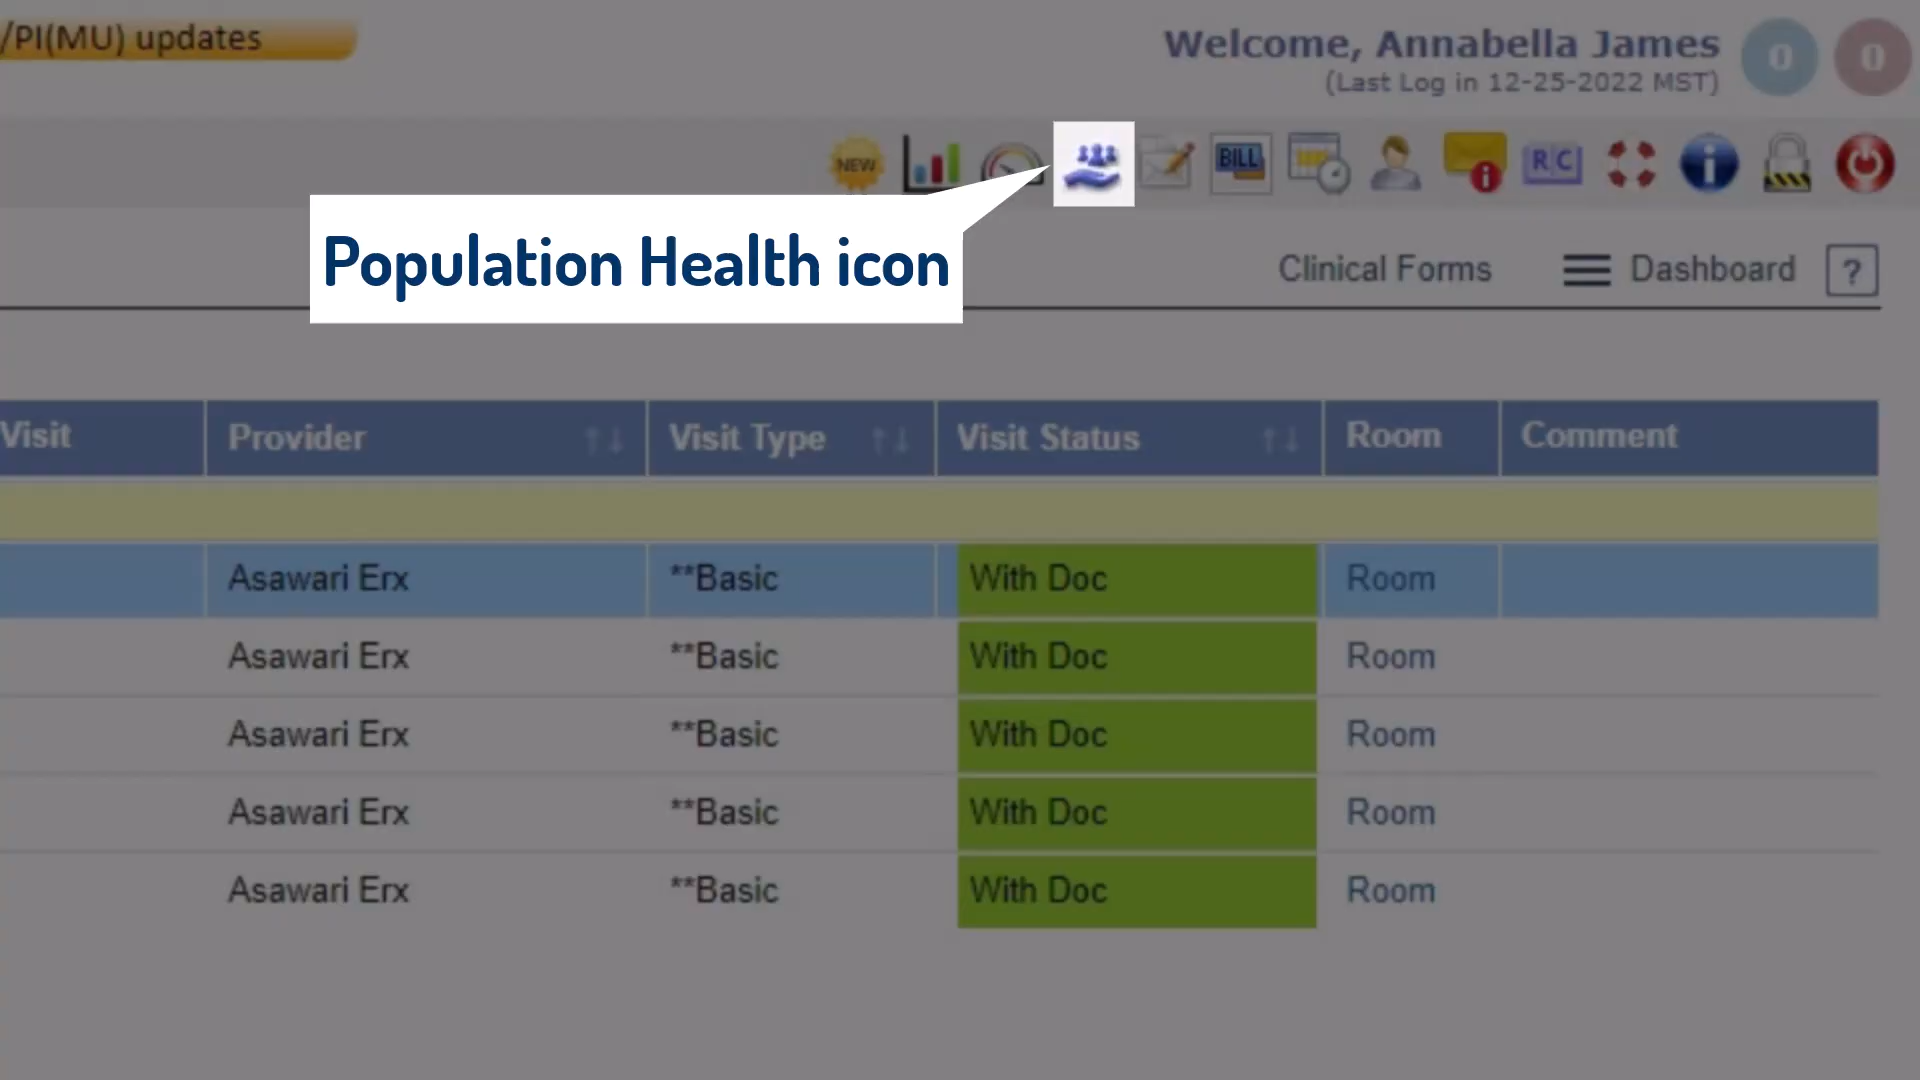 /PI(MU) updates
Welcome, Annabella James
(Last Log in 12-25-2022 MST)
0 0
NEW
BILL
i
RC
i
Population Health icon
Clinical Forms
Dashboard
?
Visit Provider Visit Type Visit Status Room Comment
Asawari Erx **Basic With Doc Room
Asawari Erx **Basic With Doc Room
Asawari Erx **Basic With Doc Room
Asawari Erx **Basic With Doc Room
Asawari Erx **Basic With Doc Room